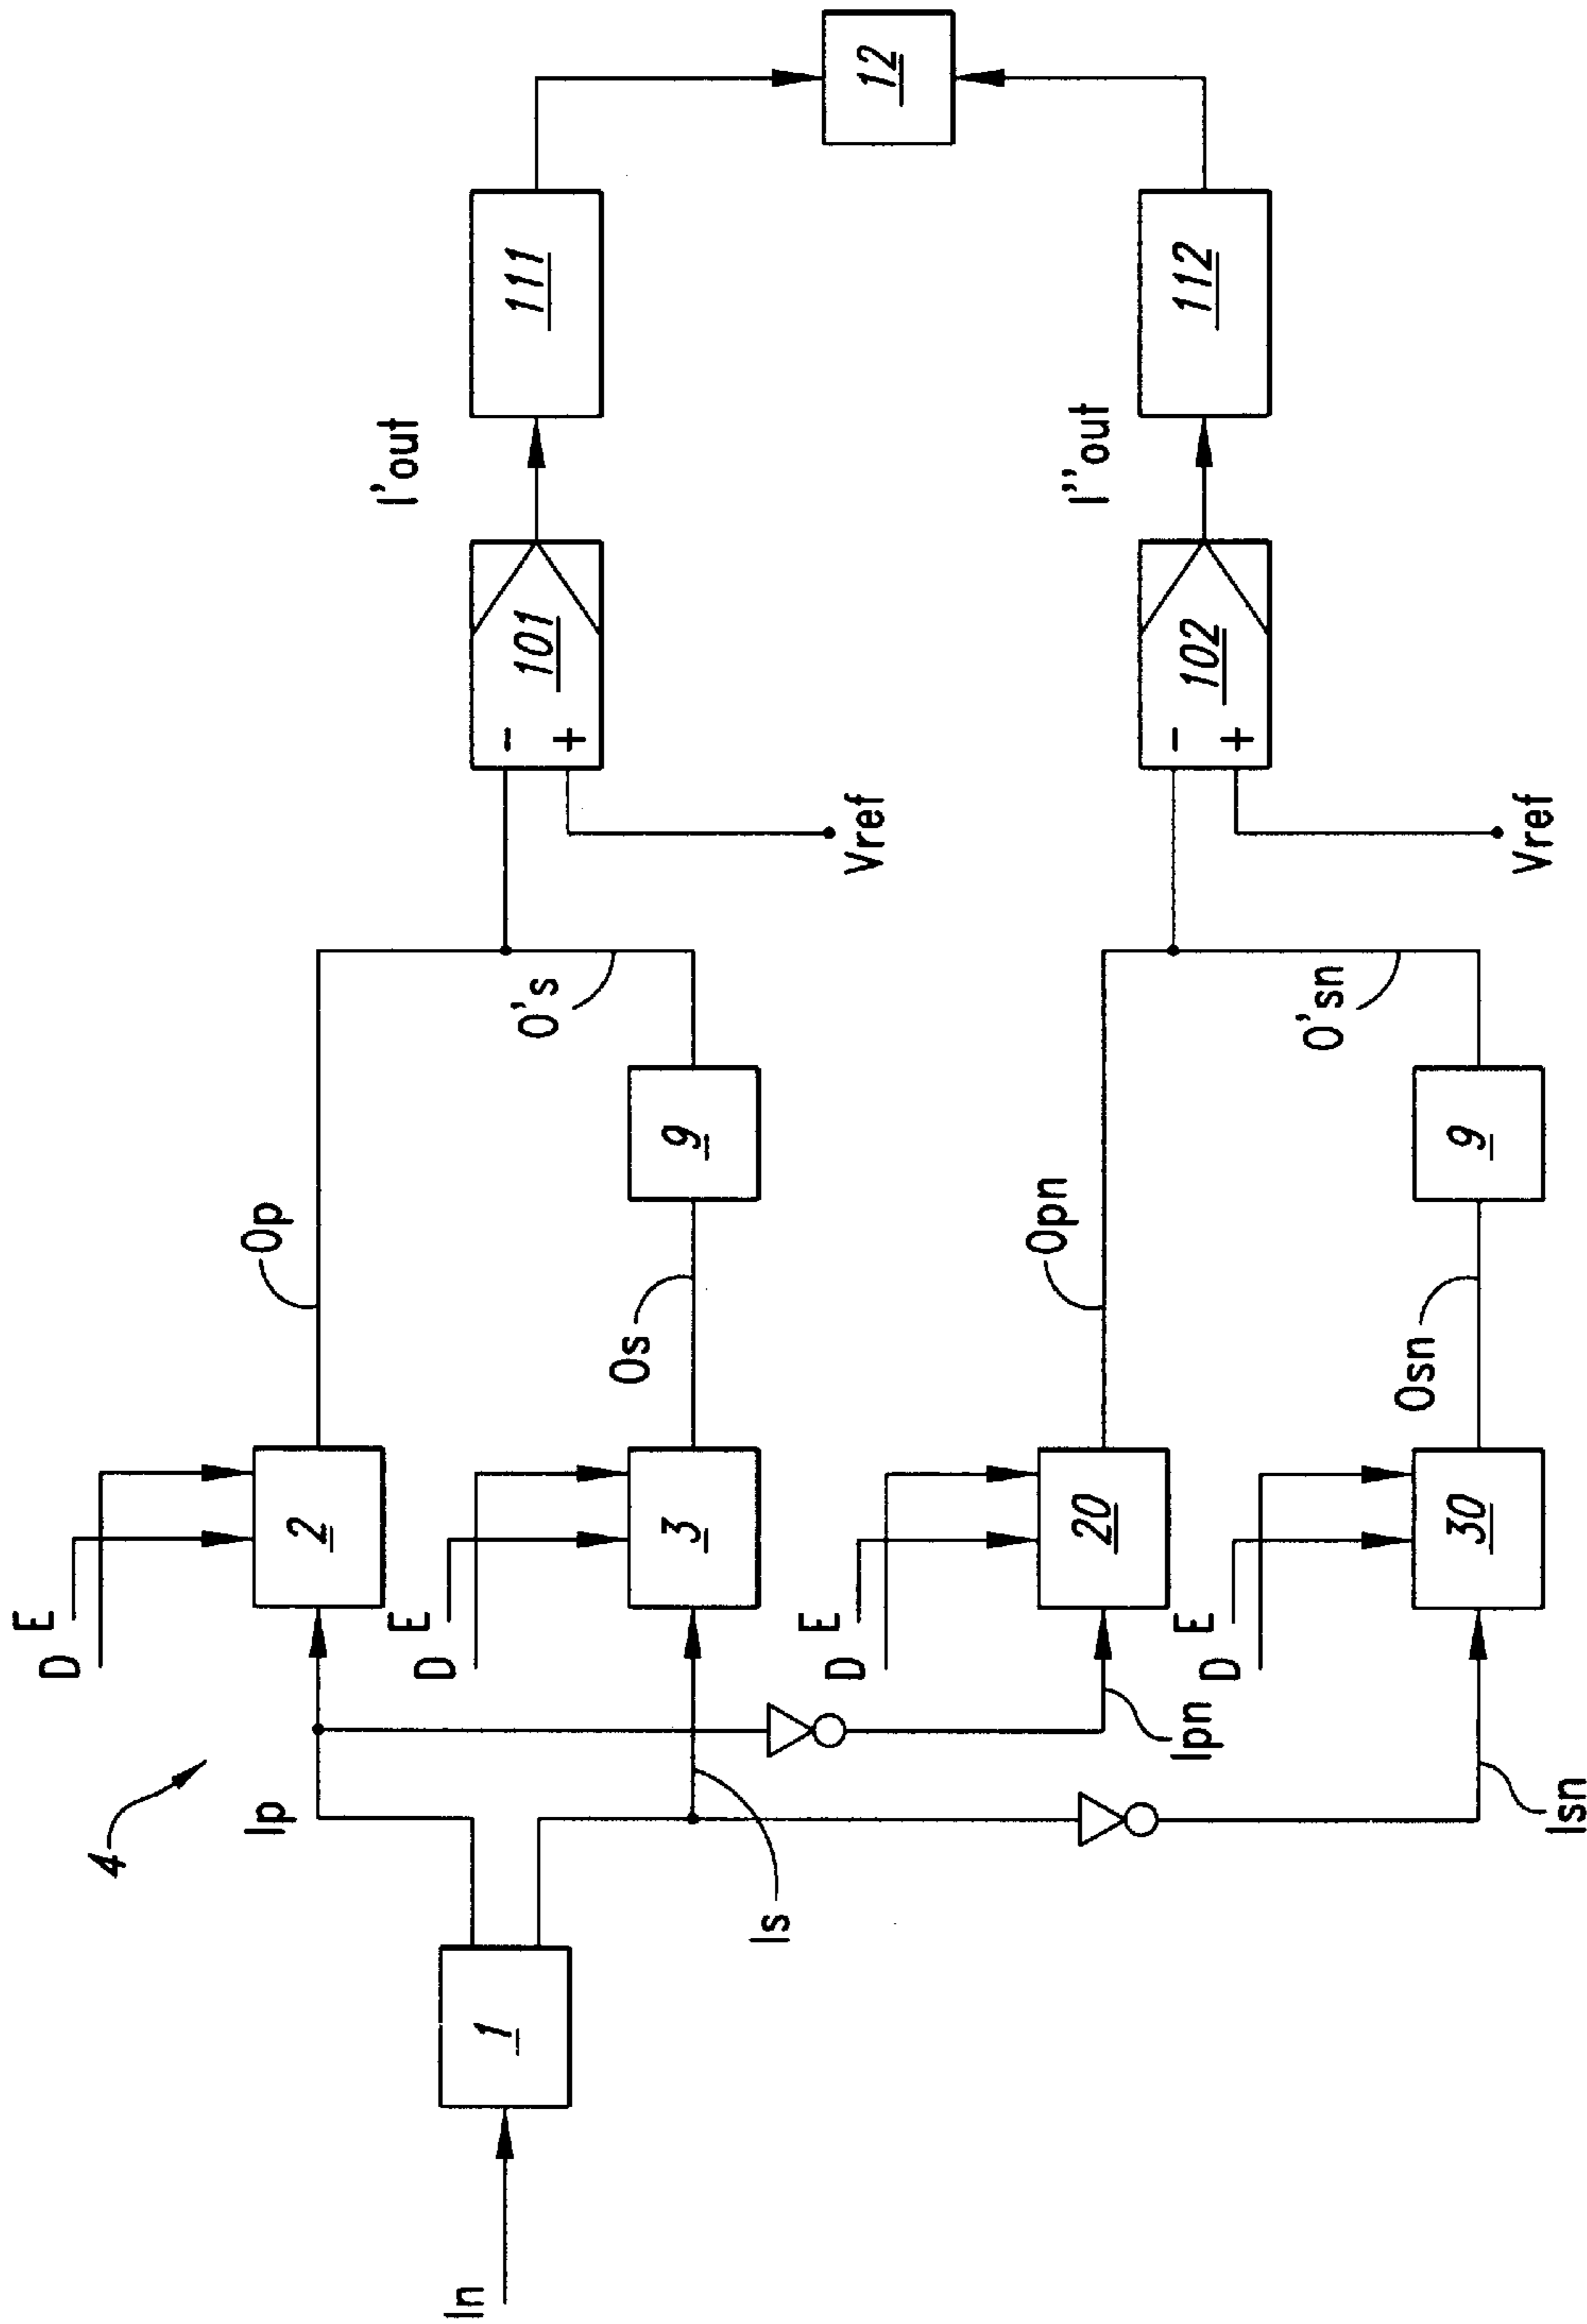 4
In
1
Ip
Is
Ipn
Isn
D E
2
D E
3
D E
20
D E
30
Op
Os
Opn
Osn
9
9
O's
O'sn
Vref
Vref
- +
101
- +
102
I'out
I''out
111
112
12